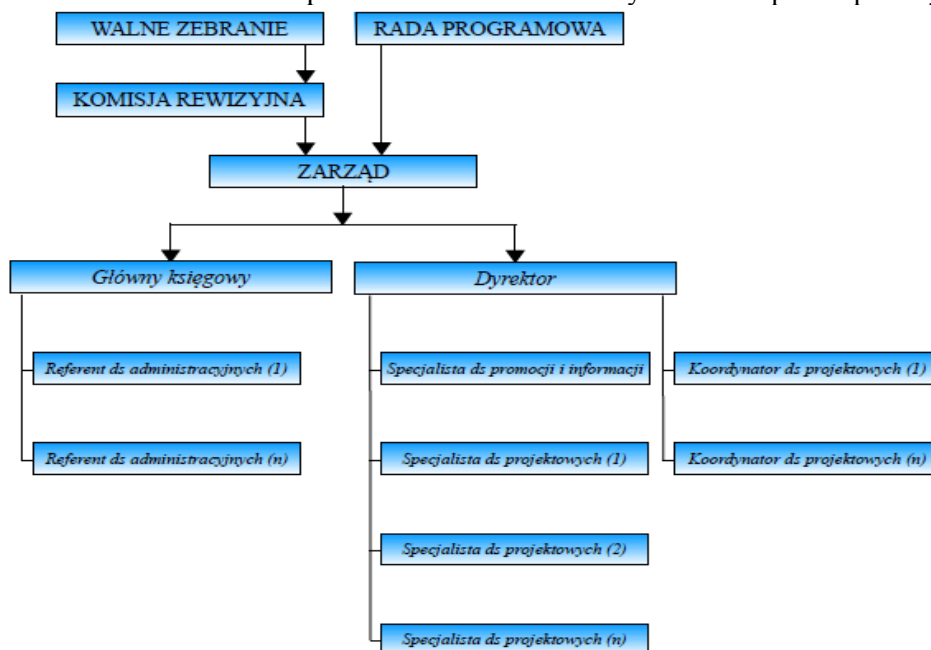 WALNE ZEBRANIE
RADA PROGRAMOWA
KOMISJA REWIZYJNA
ZARZĄD
Główny księgowy
Dyrektor
Referent ds administracyjnych (1)
Specjalista ds promocji i informacji
Koordynator ds projektowych (1)
Referent ds administracyjnych (n)
Specjalista ds projektowych (1)
Koordynator ds projektowych (n)
Specjalista ds projektowych (2)
Specjalista ds projektowych (n)